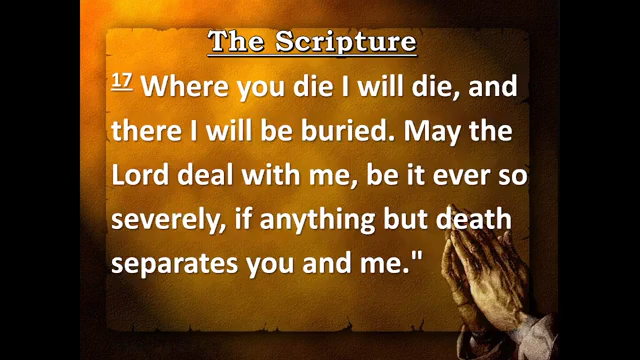 The Scripture
17 Where you die I will die, and
there I will be buried. May the
Lord deal with me, be it ever so
severely, if anything but death
separates you and me."